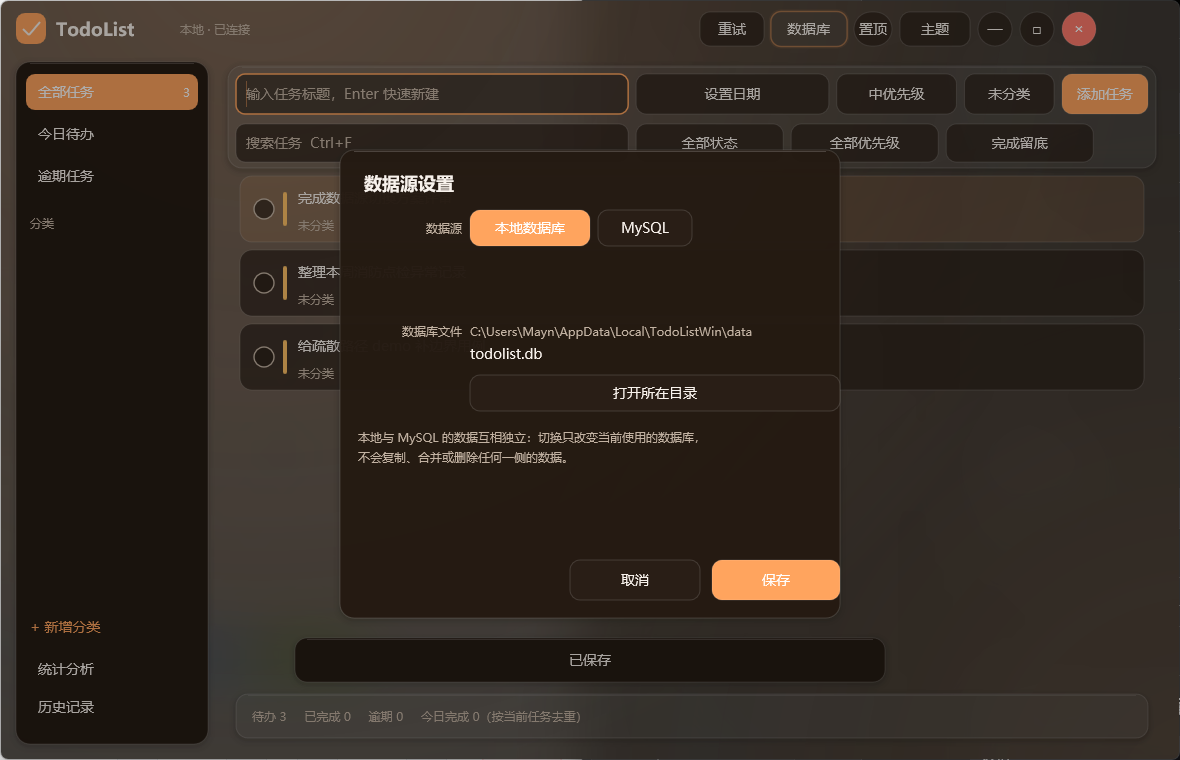 TodoList 本地 · 已连接 重试 数据库 置顶 主题
全部任务 3
今日待办
逾期任务
分类
+ 新增分类
统计分析
历史记录
输入任务标题，Enter 快速新建 设置日期 中优先级 未分类 添加任务
搜索任务 Ctrl+F 全部状态 全部优先级 完成留底
完成数
未分类
整理本
未分类
给疏散
未分类
数据源设置
数据源 本地数据库 MySQL
数据库文件 C:\Users\Mayn\AppData\Local\TodoListWin\data
todolist.db
打开所在目录
本地与 MySQL 的数据互相独立：切换只改变当前使用的数据库，
不会复制、合并或删除任何一侧的数据。
取消 保存
已保存
待办 3 已完成 0 逾期 0 今日完成 0（按当前任务去重）